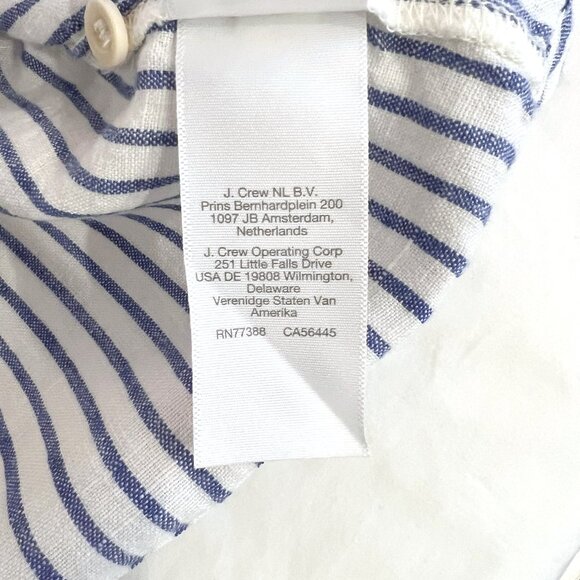 J. Crew NL B.V.
Prins Bernhardplein 200
1097 JB Amsterdam,
Netherlands
J. Crew Operating Corp
251 Little Falls Drive
USA DE 19808 Wilmington,
Delaware
Verenidge Staten Van
Amerika
RN77388 CA56445